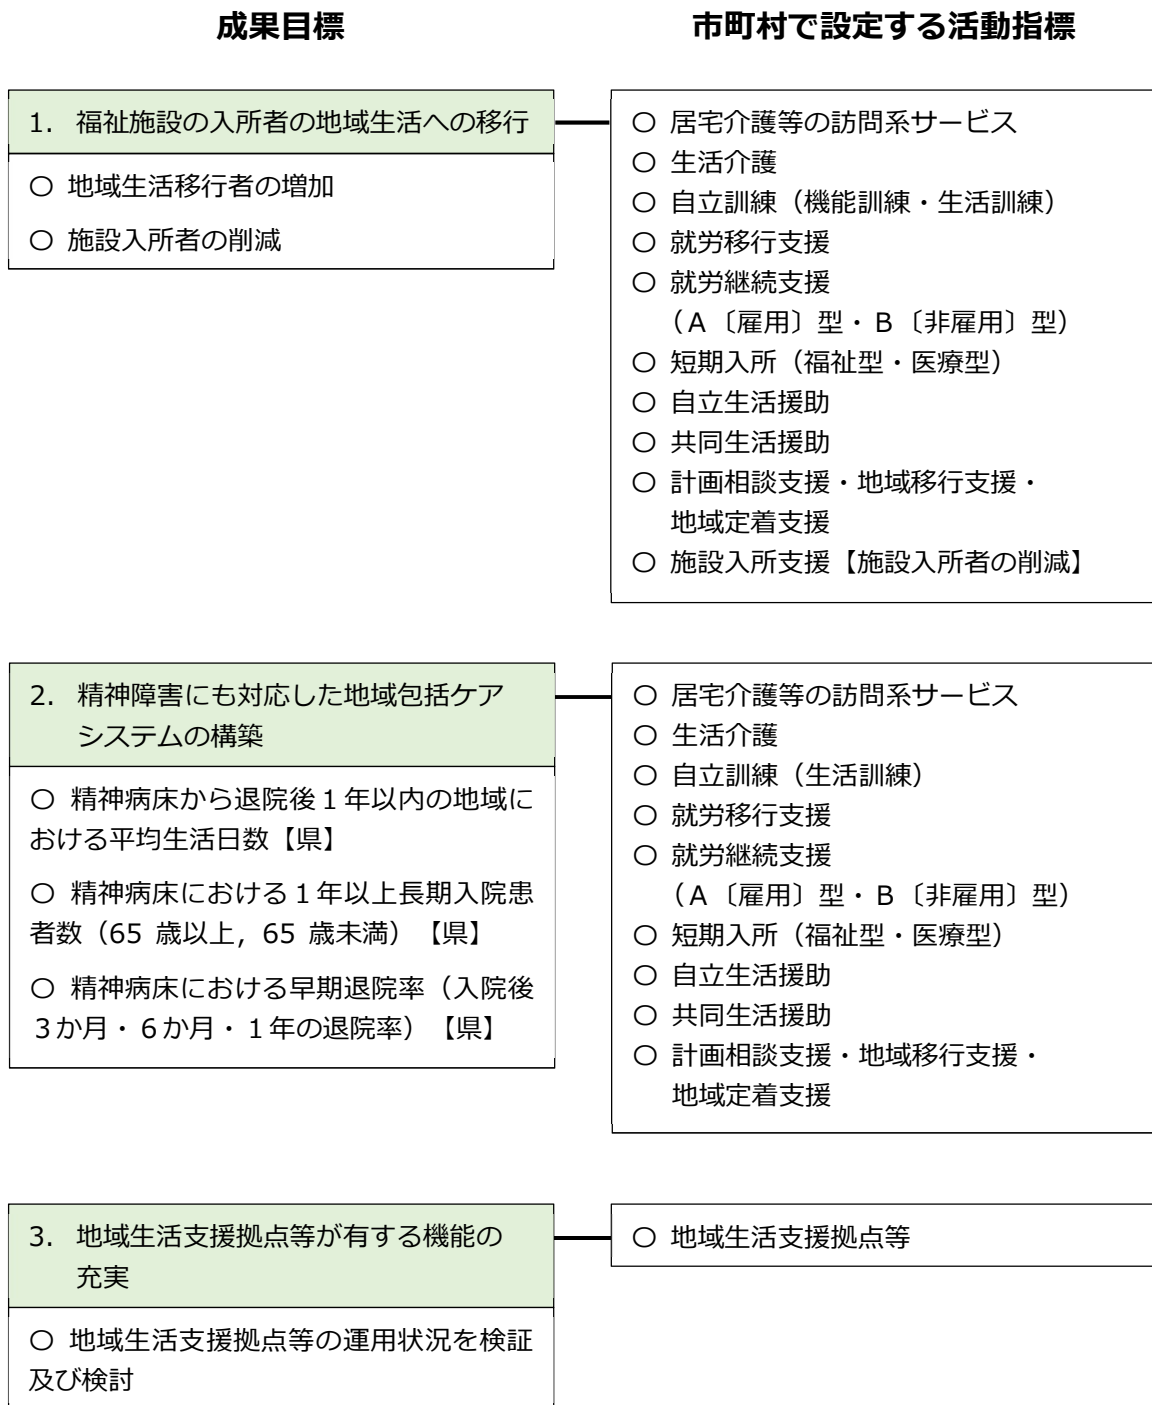 成果目標
市町村で設定する活動指標
1. 福祉施設の入所者の地域生活への移行
○ 地域生活移行者の増加
○ 施設入所者の削減
○ 居宅介護等の訪問系サービス
○ 生活介護
○ 自立訓練（機能訓練・生活訓練）
○ 就労移行支援
○ 就労継続支援
（Ａ〔雇用〕型・Ｂ〔非雇用〕型）
○ 短期入所（福祉型・医療型）
○ 自立生活援助
○ 共同生活援助
○ 計画相談支援・地域移行支援・
地域定着支援
○ 施設入所支援【施設入所者の削減】
2. 精神障害にも対応した地域包括ケア
システムの構築
○ 精神病床から退院後１年以内の地域に
おける平均生活日数【県】
○ 精神病床における１年以上長期入院患
者数（65 歳以上，65 歳未満）【県】
○ 精神病床における早期退院率（入院後
３か月・６か月・１年の退院率）【県】
○ 居宅介護等の訪問系サービス
○ 生活介護
○ 自立訓練（生活訓練）
○ 就労移行支援
○ 就労継続支援
（Ａ〔雇用〕型・Ｂ〔非雇用〕型）
○ 短期入所（福祉型・医療型）
○ 自立生活援助
○ 共同生活援助
○ 計画相談支援・地域移行支援・
地域定着支援
3. 地域生活支援拠点等が有する機能の
充実
○ 地域生活支援拠点等の運用状況を検証
及び検討
○ 地域生活支援拠点等